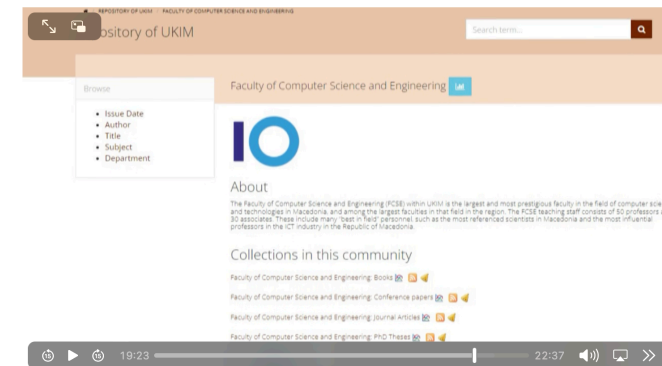 REPOSITORY OF UKIM | FACULTY OF COMPUTER SCIENCE AND ENGINEERING
ository of UKIM
Search term...
Browse
Issue Date
Author
Title
Subject
Department
Faculty of Computer Science and Engineering
IO
About
The Faculty of Computer Science and Engineering (FCSE) within UKIM is the largest and most prestigious faculty in the field of computer scie
and technologies in Macedonia, and among the largest faculties in that field in the region. The FCSE teaching staff consists of 50 professors
30 associates. These include many "best in field" personnel, such as the most referenced scientists in Macedonia and the most influential
professors in the ICT industry in the Republic of Macedonia.
Collections in this community
Faculty of Computer Science and Engineering: Books
Faculty of Computer Science and Engineering: Conference papers
Faculty of Computer Science and Engineering: Journal Articles
Faculty of Computer Science and Engineering: PhD Theses
15 15 19:23 22:37